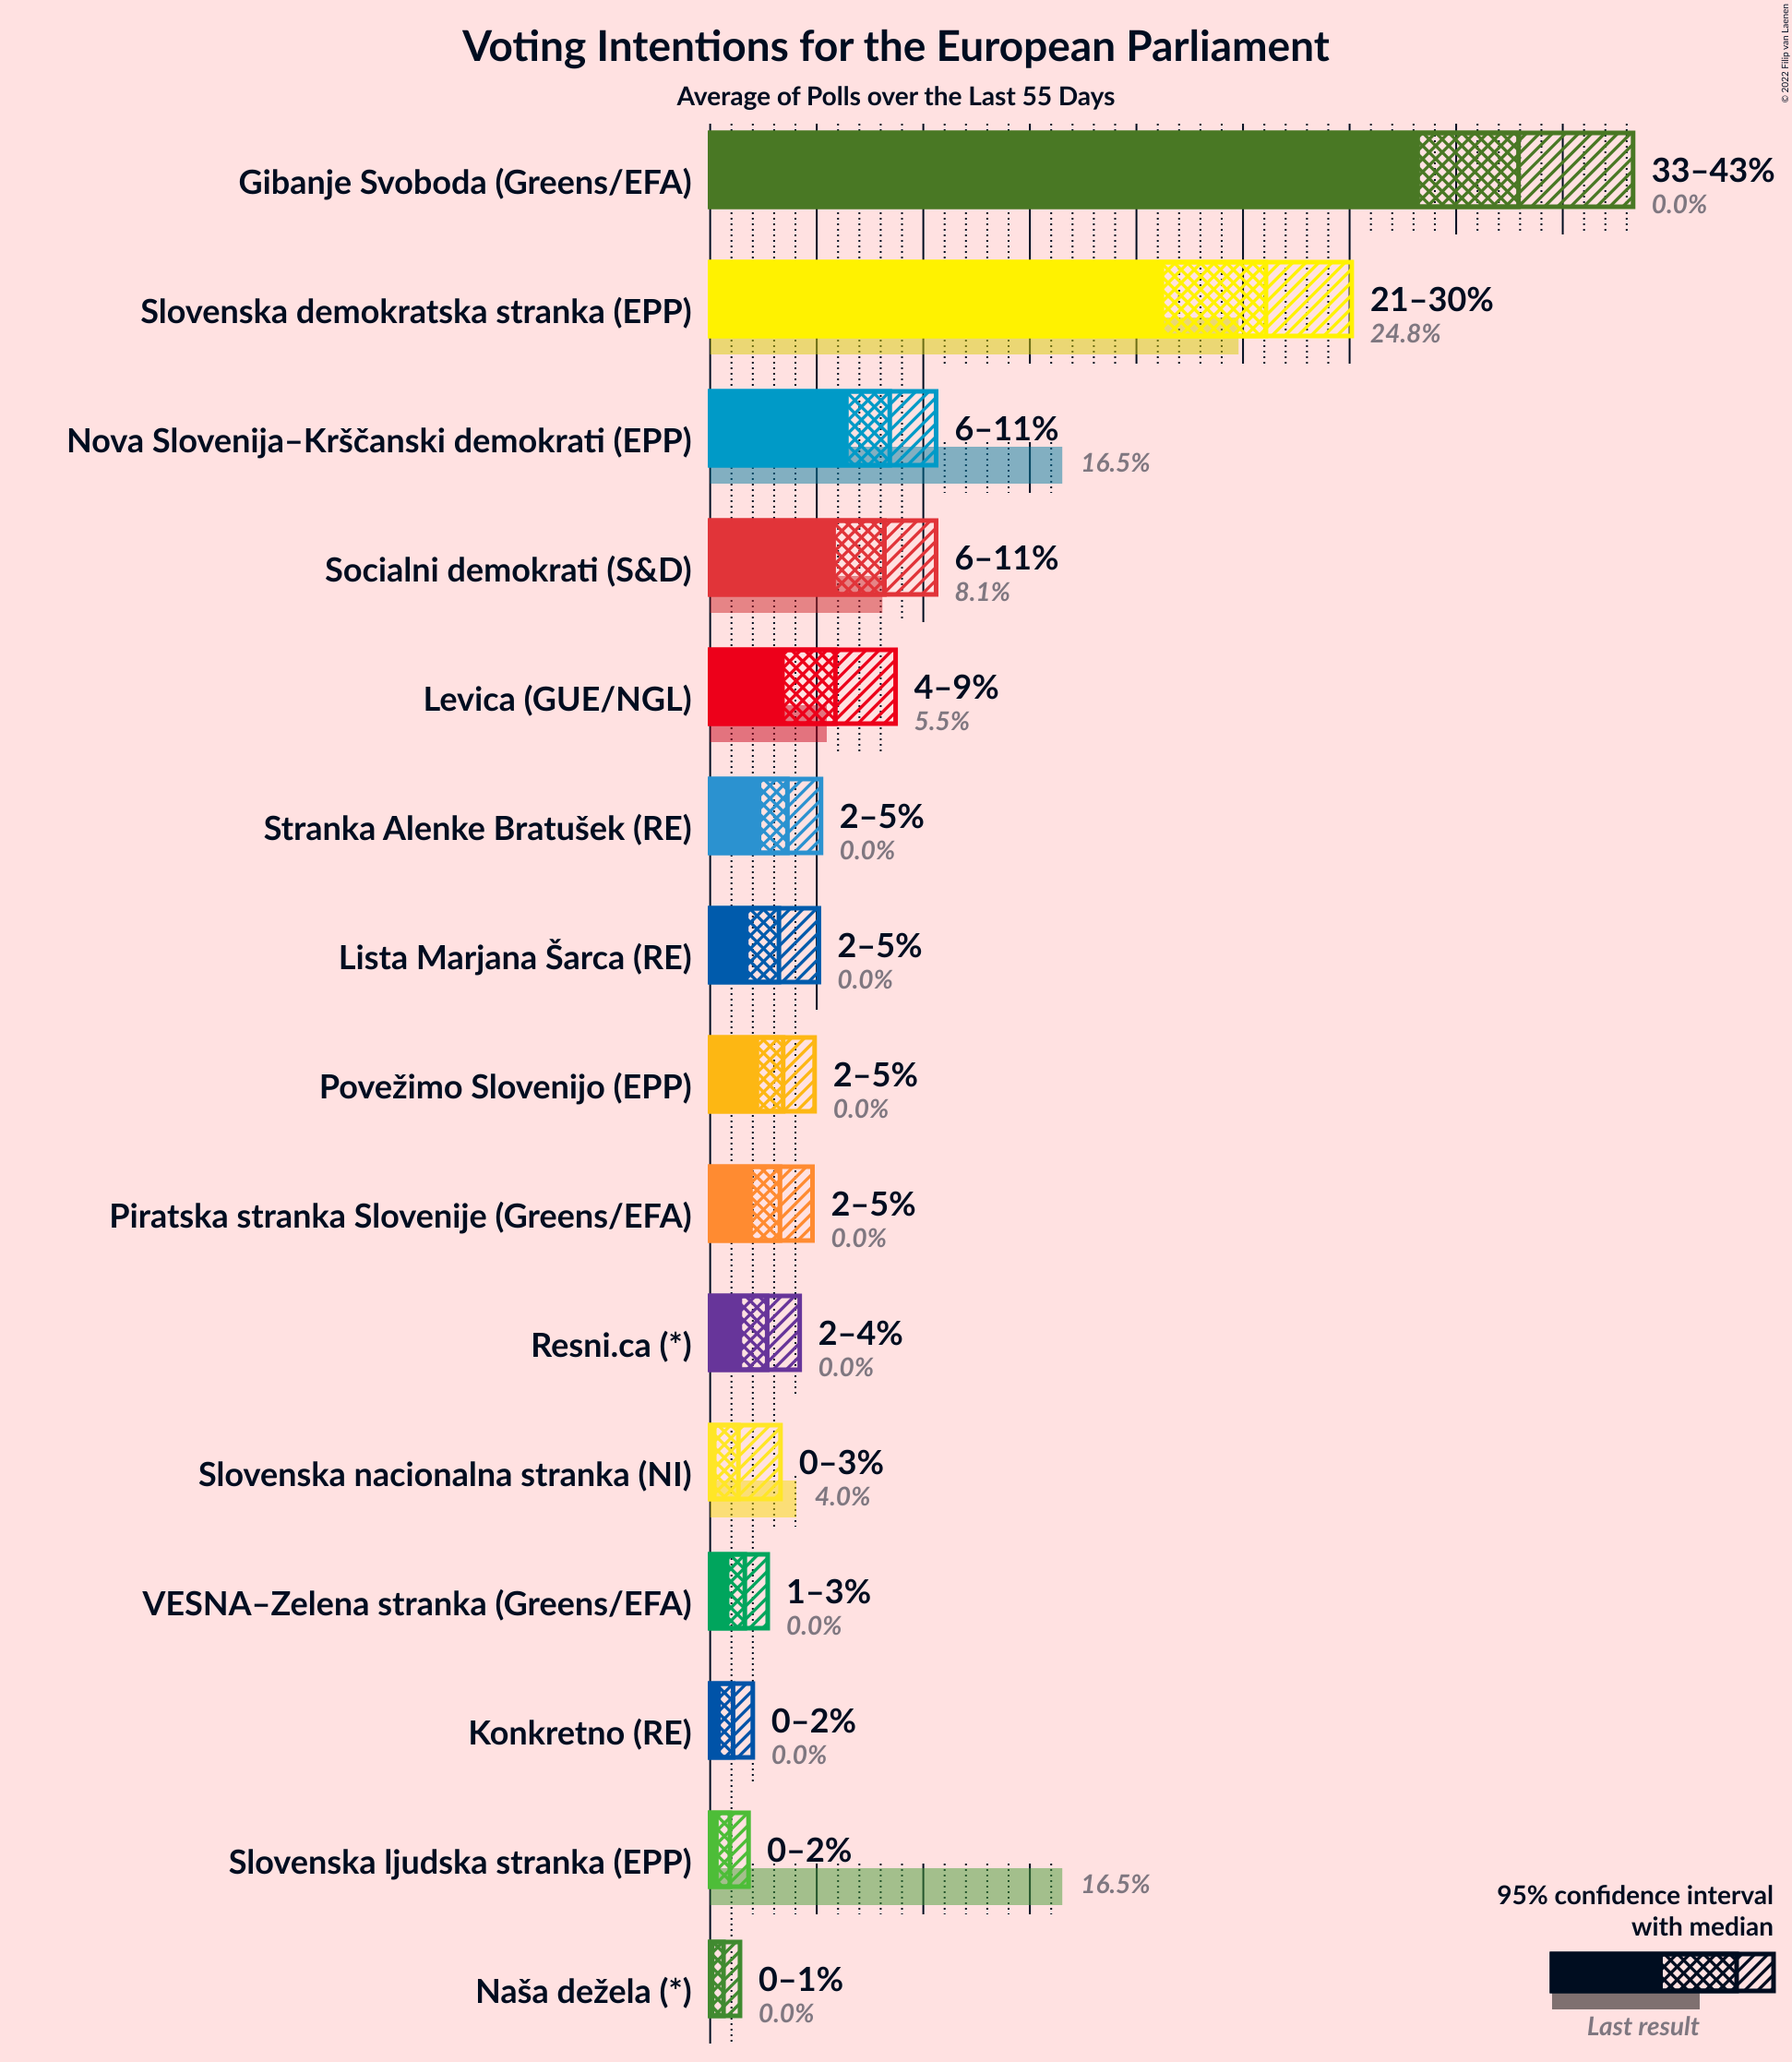 Voting Intentions for the European Parliament
Average of Polls over the Last 55 Days
© 2022 Filip van Laenen
Gibanje Svoboda (Greens/EFA)
33–43%
0.0%
Slovenska demokratska stranka (EPP)
21–30%
24.8%
Nova Slovenija–Krščanski demokrati (EPP)
6–11%
16.5%
Socialni demokrati (S&D)
6–11%
8.1%
Levica (GUE/NGL)
4–9%
5.5%
Stranka Alenke Bratušek (RE)
2–5%
0.0%
Lista Marjana Šarca (RE)
2–5%
0.0%
Povežimo Slovenijo (EPP)
2–5%
0.0%
Piratska stranka Slovenije (Greens/EFA)
2–5%
0.0%
Resni.ca (*)
2–4%
0.0%
Slovenska nacionalna stranka (NI)
0–3%
4.0%
VESNA–Zelena stranka (Greens/EFA)
1–3%
0.0%
Konkretno (RE)
0–2%
0.0%
Slovenska ljudska stranka (EPP)
0–2%
16.5%
Naša dežela (*)
0–1%
0.0%
95% confidence interval
with median
Last result